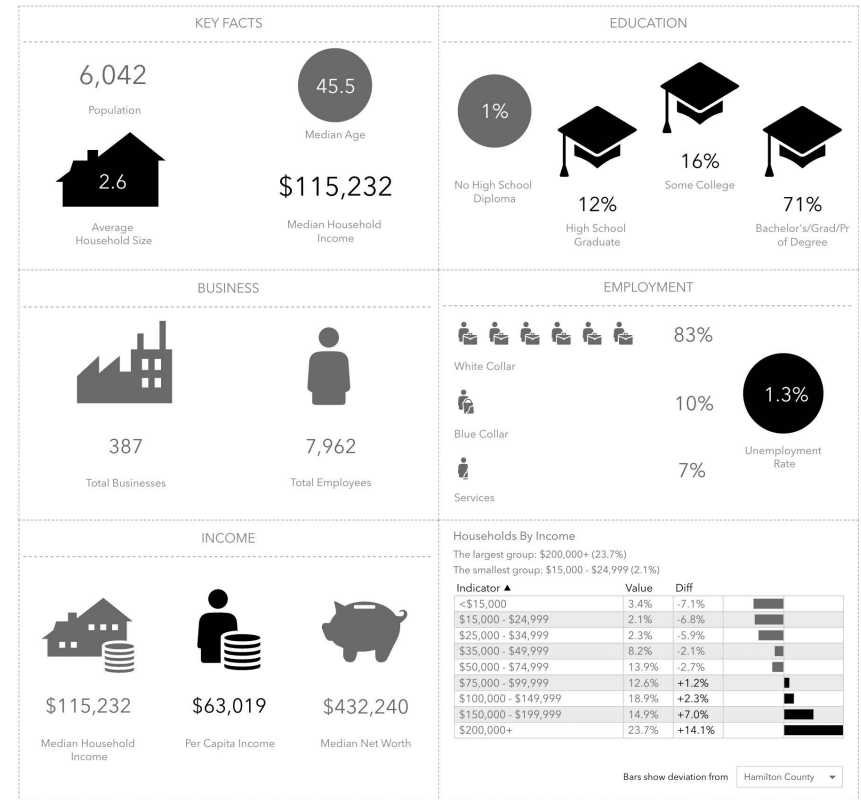 KEY FACTS
6,042
Population
45.5
Median Age
2.6
Average
Household Size
$115,232
Median Household
Income
EDUCATION
1%
No High School
Diploma
12%
High School
Graduate
16%
Some College
71%
Bachelor's/Grad/Pr
of Degree
BUSINESS
387
Total Businesses
7,962
Total Employees
EMPLOYMENT
83%
White Collar
10%
Blue Collar
7%
Services
1.3%
Unemployment
Rate
INCOME
$115,232
Median Household
Income
$63,019
Per Capita Income
$432,240
Median Net Worth
Households By Income
The largest group: $200,000+ (23.7%)
The smallest group: $15,000 - $24,999 (2.1%)
Indicator ▲ Value Diff
<$15,000 3.4% -7.1%
$15,000 - $24,999 2.1% -6.8%
$25,000 - $34,999 2.3% -5.9%
$35,000 - $49,999 8.2% -2.1%
$50,000 - $74,999 13.9% -2.7%
$75,000 - $99,999 12.6% +1.2%
$100,000 - $149,999 18.9% +2.3%
$150,000 - $199,999 14.9% +7.0%
$200,000+ 23.7% +14.1%
Bars show deviation from Hamilton County